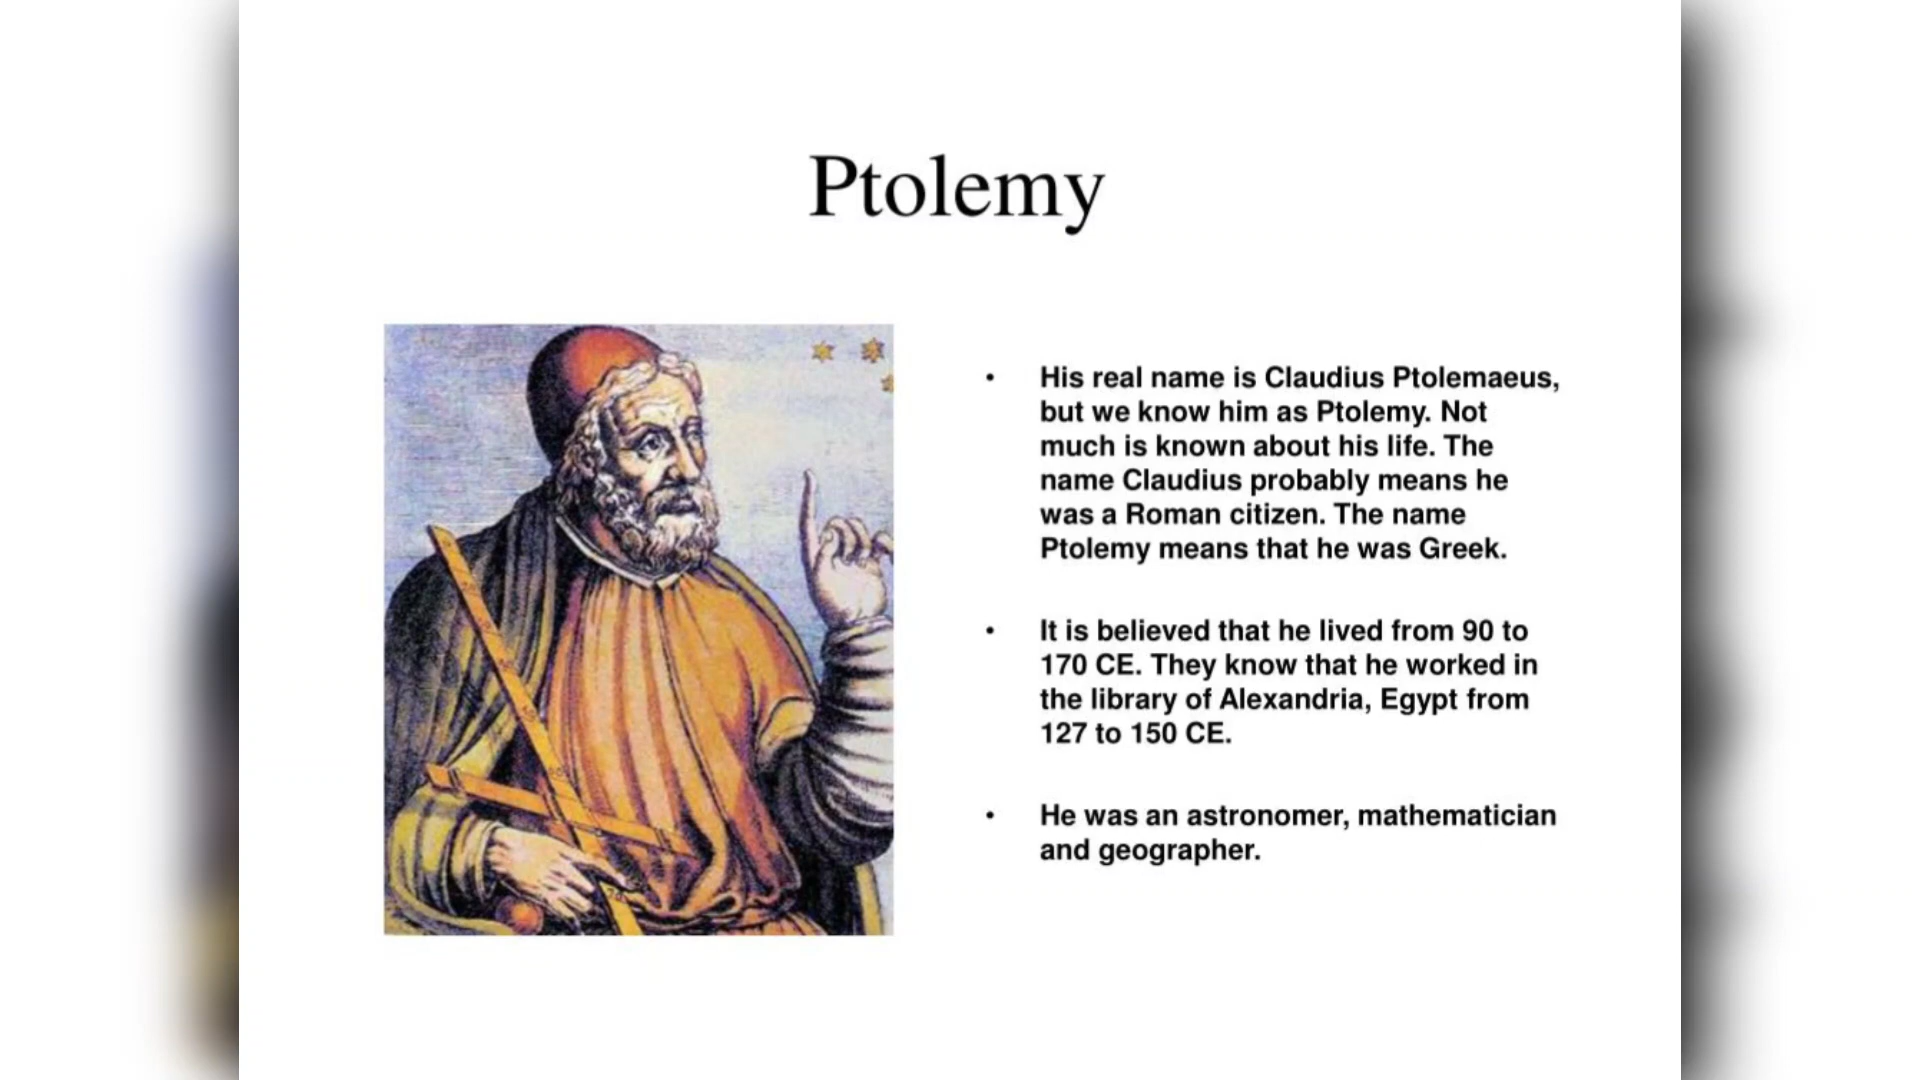 Ptolemy
• His real name is Claudius Ptolemaeus,
but we know him as Ptolemy. Not
much is known about his life. The
name Claudius probably means he
was a Roman citizen. The name
Ptolemy means that he was Greek.
• It is believed that he lived from 90 to
170 CE. They know that he worked in
the library of Alexandria, Egypt from
127 to 150 CE.
• He was an astronomer, mathematician
and geographer.